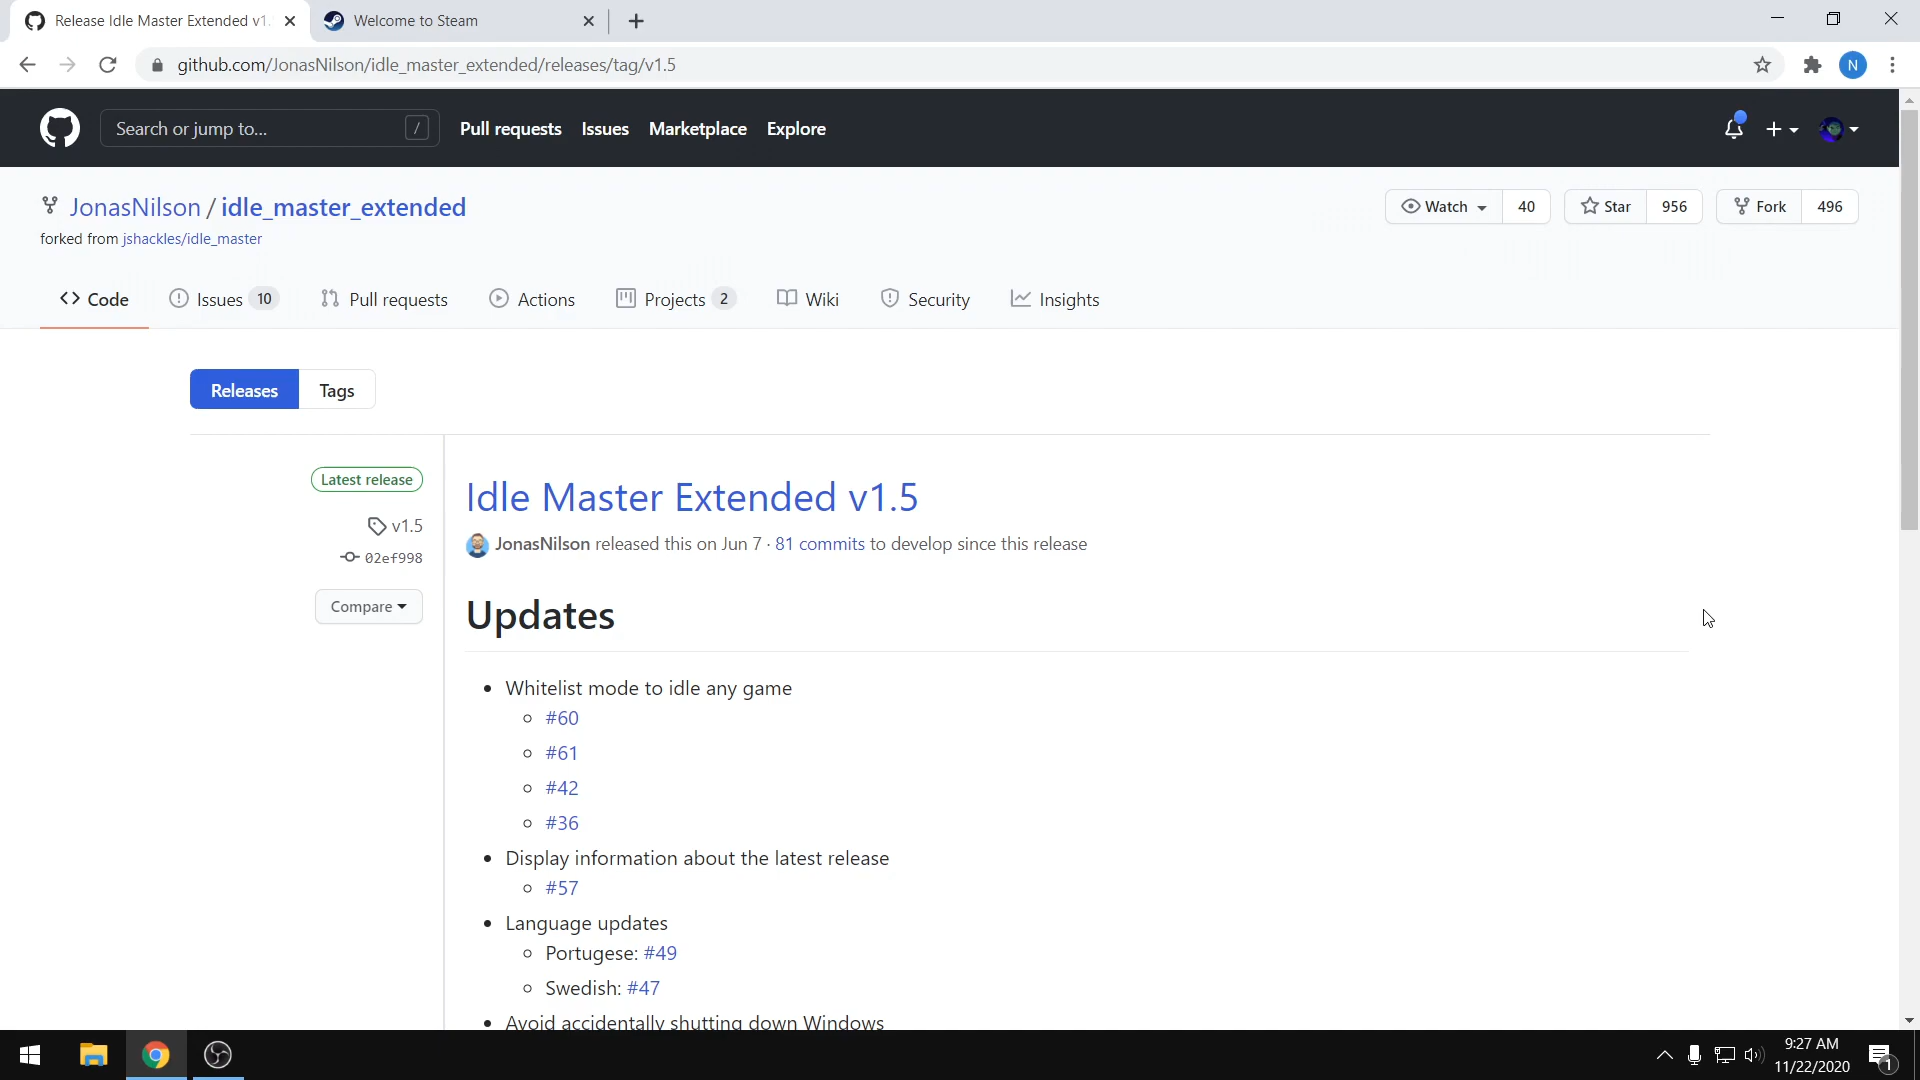 Release Idle Master Extended v1.
Welcome to Steam
github.com/JonasNilson/idle_master_extended/releases/tag/v1.5
N
Search or jump to...
/
Pull requests
Issues
Marketplace
Explore
JonasNilson / idle_master_extended
Watch 40
Star 956
Fork 496
forked from jshackles/idle_master
Code
Issues 10
Pull requests
Actions
Projects 2
Wiki
Security
Insights
Releases
Tags
Latest release
v1.5
02ef998
Compare
Idle Master Extended v1.5
JonasNilson released this on Jun 7 · 81 commits to develop since this release
Updates
Whitelist mode to idle any game
#60
#61
#42
#36
Display information about the latest release
#57
Language updates
Portugese: #49
Swedish: #47
Avoid accidentally shutting down Windows
9:27 AM
11/22/2020
1